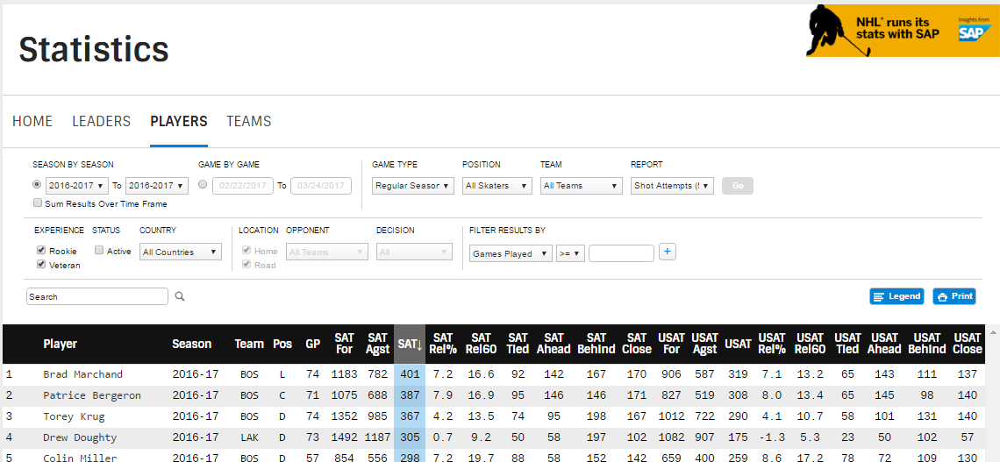 NHL® runs its
stats with SAP
Insights from
SAP
Statistics
HOME LEADERS PLAYERS TEAMS
SEASON BY SEASON GAME BY GAME GAME TYPE POSITION TEAM REPORT
2016-2017 To 2016-2017 02/22/2017 To 03/24/2017 Regular Season All Skaters All Teams Shot Attempts (5 Go
Sum Results Over Time Frame
EXPERIENCE STATUS COUNTRY LOCATION OPPONENT DECISION FILTER RESULTS BY
Rookie Active All Countries Home All Teams All Games Played >= +
Veteran Road
Search Legend Print
Player Season Team Pos GP SAT For SAT Agst SAT↓ SAT Rel% SAT Rel60 SAT Tied SAT Ahead SAT Behind SAT Close USAT For USAT Agst USAT USAT Rel% USAT Rel60 USAT Tied USAT Ahead USAT Behind USAT Close
1 Brad Marchand 2016-17 BOS L 74 1183 782 401 7.2 16.6 92 142 167 170 906 587 319 7.1 13.2 65 143 111 137
2 Patrice Bergeron 2016-17 BOS C 71 1075 688 387 7.9 16.9 95 146 146 171 827 519 308 8.0 13.4 65 145 98 140
3 Torey Krug 2016-17 BOS D 74 1352 985 367 4.2 13.5 74 95 198 167 1012 722 290 4.1 10.7 58 101 131 140
4 Drew Doughty 2016-17 LAK D 73 1492 1187 305 0.7 9.2 50 58 197 102 1082 907 175 -1.3 5.3 23 50 102 57
5 Colin Miller 2016-17 BOS D 57 854 556 298 7.2 19.7 88 58 152 142 659 400 259 8.6 17.2 78 72 109 130